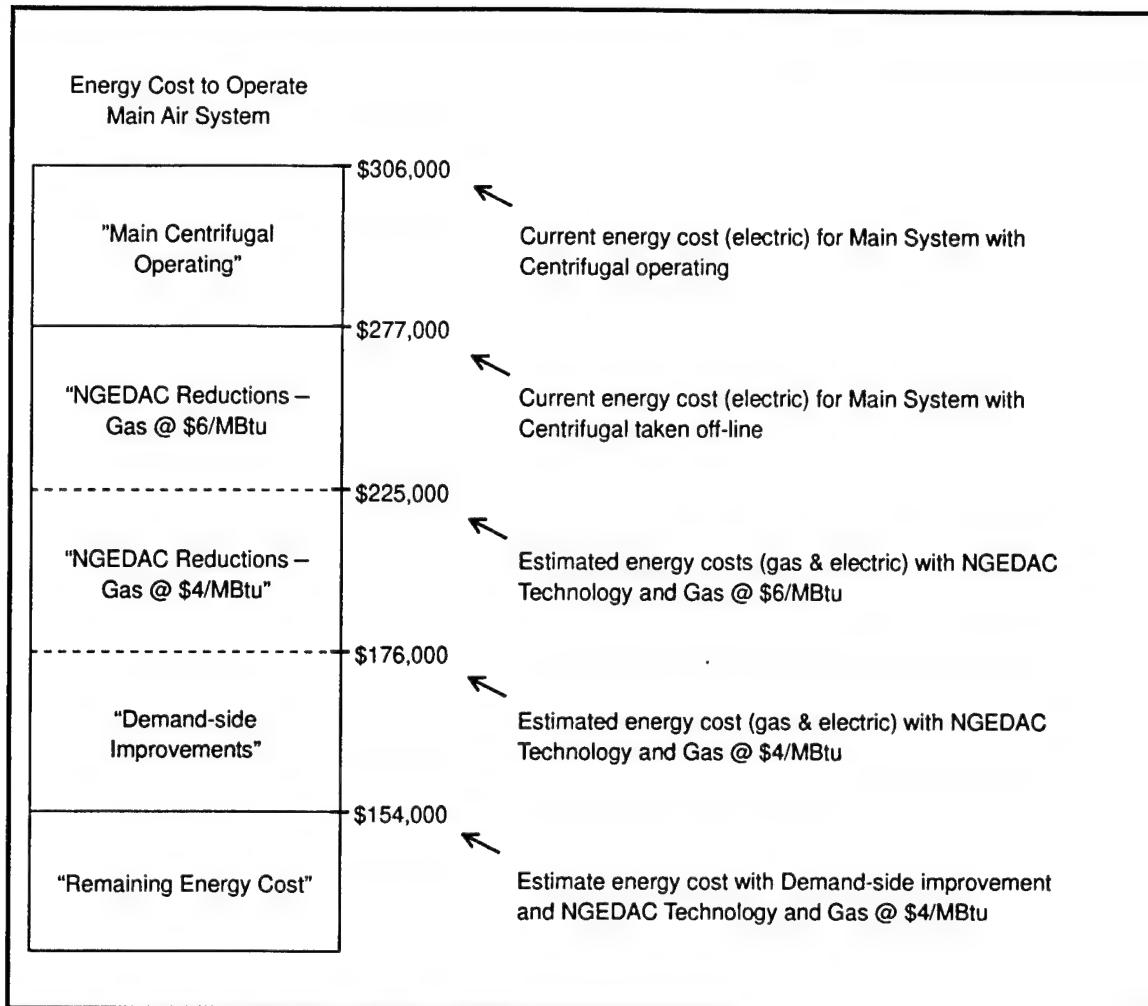 Energy Cost to Operate
Main Air System
$306,000
"Main Centrifugal
Operating"
Current energy cost (electric) for Main System with
Centrifugal operating
$277,000
"NGEDAC Reductions –
Gas @ $6/MBtu
Current energy cost (electric) for Main System with
Centrifugal taken off-line
$225,000
"NGEDAC Reductions –
Gas @ $4/MBtu"
Estimated energy costs (gas & electric) with NGEDAC
Technology and Gas @ $6/MBtu
$176,000
"Demand-side
Improvements"
Estimated energy cost (gas & electric) with NGEDAC
Technology and Gas @ $4/MBtu
$154,000
"Remaining Energy Cost"
Estimate energy cost with Demand-side improvement
and NGEDAC Technology and Gas @ $4/MBtu